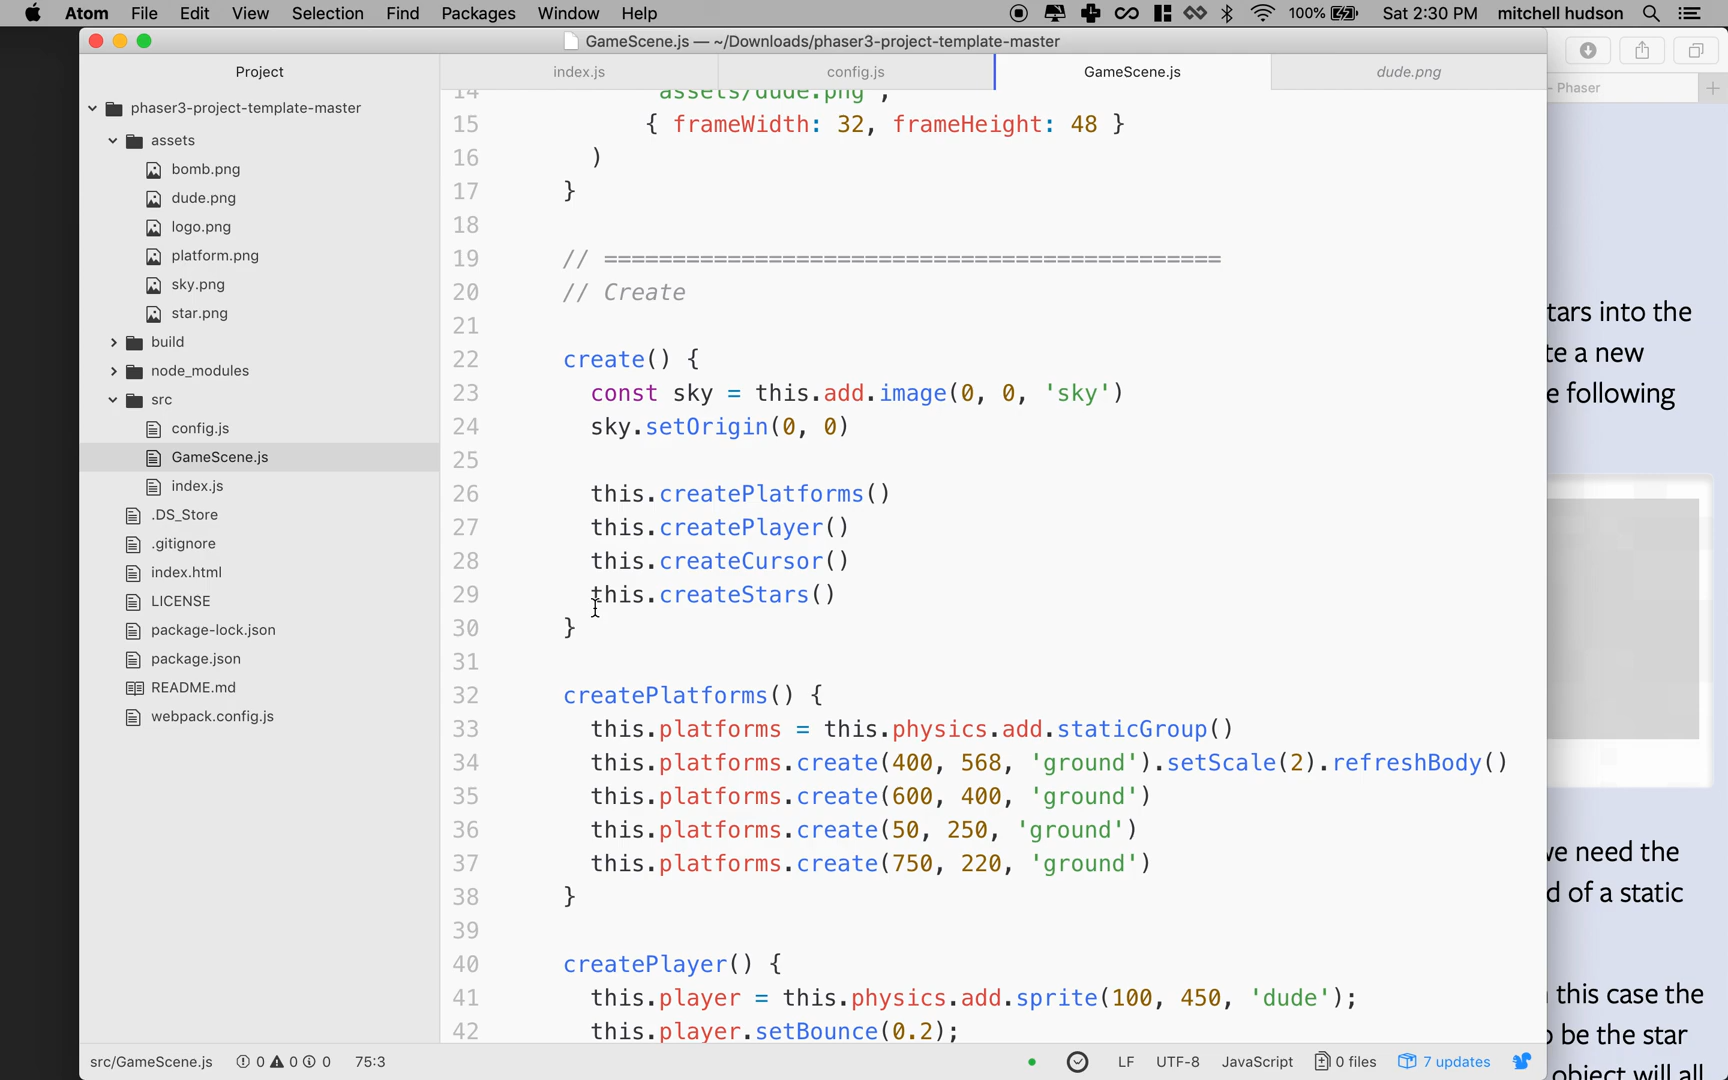 Atom File Edit View Selection Find Packages Window Help 100% Sat 2:30 PM mitchell hudson
GameScene.js — ~/Downloads/phaser3-project-template-master
Project index.js config.js GameScene.js dude.png - Phaser
phaser3-project-template-master
assets
bomb.png
dude.png
logo.png
platform.png
sky.png
star.png
build
node_modules
src
config.js
GameScene.js
index.js
.DS_Store
.gitignore
index.html
LICENSE
package-lock.json
package.json
README.md
webpack.config.js
14 assets/dude.png ,
15 { frameWidth: 32, frameHeight: 48 }
16 )
17 }
18
19 // =============================================
20 // Create
21
22 create() {
23 const sky = this.add.image(0, 0, 'sky')
24 sky.setOrigin(0, 0)
25
26 this.createPlatforms()
27 this.createPlayer()
28 this.createCursor()
29 this.createStars()
30 }
31
32 createPlatforms() {
33 this.platforms = this.physics.add.staticGroup()
34 this.platforms.create(400, 568, 'ground').setScale(2).refreshBody()
35 this.platforms.create(600, 400, 'ground')
36 this.platforms.create(50, 250, 'ground')
37 this.platforms.create(750, 220, 'ground')
38 }
39
40 createPlayer() {
41 this.player = this.physics.add.sprite(100, 450, 'dude');
42 this.player.setBounce(0.2);
tars into the
te a new
e following
we need the
d of a static
this case the
o be the star
object will all
src/GameScene.js 0 0 0 75:3 LF UTF-8 JavaScript 0 files 7 updates